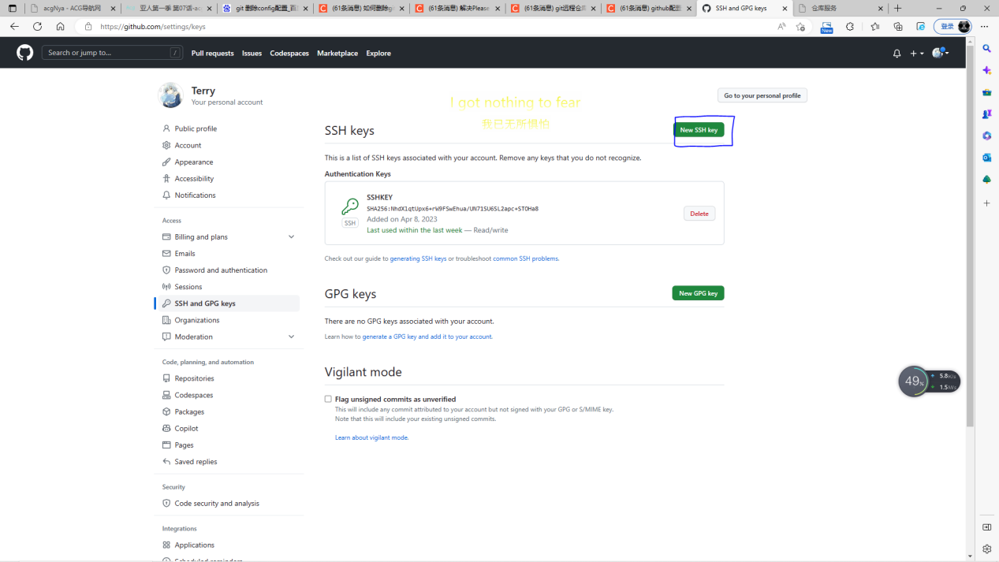 acgNya - ACG导航网
亚人第一季 第07话-ac
git 删除config配置_百
(61条消息) 如何删除gi
(61条消息) 解决Please
(61条消息) git远程仓库
(61条消息) github配置
SSH and GPG keys
仓库服务
https://github.com/settings/keys
New
登录
Search or jump to...
/
Pull requests
Issues
Codespaces
Marketplace
Explore
Terry
Your personal account
I got nothing to fear
我已无所惧怕
Go to your personal profile
Public profile
Account
Appearance
Accessibility
Notifications
Access
Billing and plans
Emails
Password and authentication
Sessions
SSH and GPG keys
Organizations
Moderation
Code, planning, and automation
Repositories
Codespaces
Packages
Copilot
Pages
Saved replies
Security
Code security and analysis
Integrations
Applications
Scheduled reminders
SSH keys
New SSH key
This is a list of SSH keys associated with your account. Remove any keys that you do not recognize.
Authentication Keys
SSHKEY
SHA256:NhdX1qtUpx6+rW9FSwEhua/UN71SU6SL2apc+STOHa8
Added on Apr 8, 2023
Last used within the last week — Read/write
SSH
Delete
Check out our guide to generating SSH keys or troubleshoot common SSH problems.
GPG keys
New GPG key
There are no GPG keys associated with your account.
Learn how to generate a GPG key and add it to your account.
Vigilant mode
Flag unsigned commits as unverified
This will include any commit attributed to your account but not signed with your GPG or S/MIME key.
Note that this will include your existing unsigned commits.
Learn about vigilant mode.
49%
5.8K/s
1.5M/s